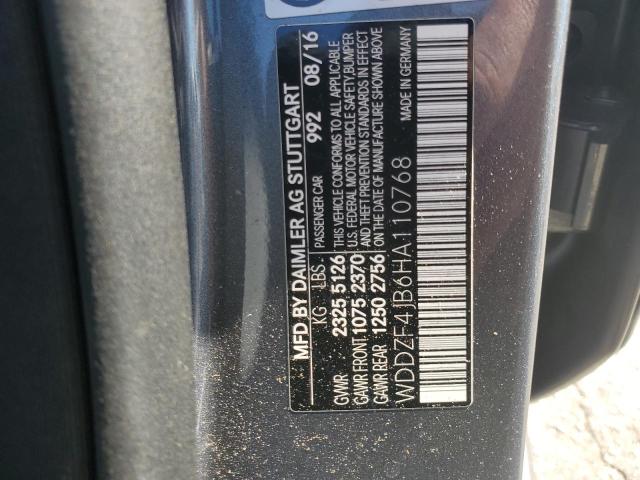 MFD BY DAIMLER AG STUTTGART
KG LBS PASSENGER CAR 992 08/16
GVWR 2325 5126 THIS VEHICLE CONFORMS TO ALL APPLICABLE
GAWR FRONT 1075 2370 U.S. FEDERAL MOTOR VEHICLE SAFETY,BUMPER
GAWR REAR 1250 2756 AND THEFT PREVENTION STANDARDS IN EFFECT
ON THE DATE OF MANUFACTURE SHOWN ABOVE
MADE IN GERMANY
WDDZF4JB6HA110768